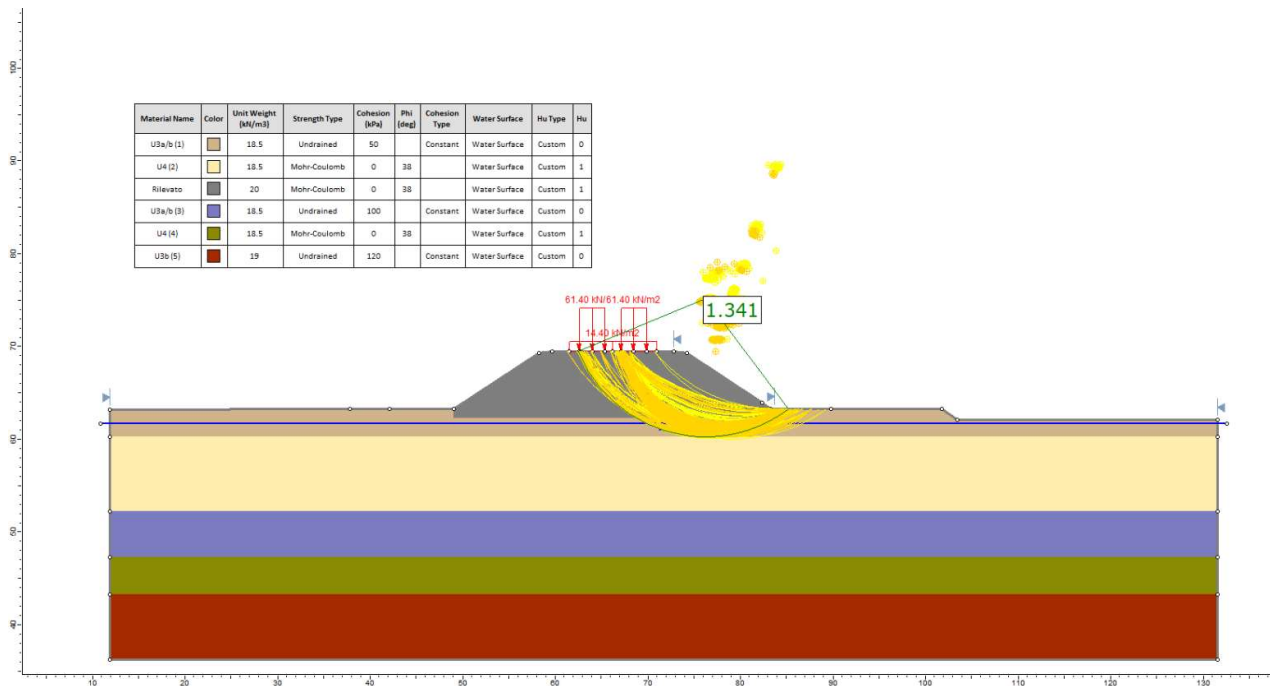 100
90
80
70
60
50
40
Material Name Color Unit Weight (kN/m3) Strength Type Cohesion (kPa) Phi (deg) Cohesion Type Water Surface Hu Type Hu
U3a/b (1) 18.5 Undrained 50 Constant Water Surface Custom 0
U4 (2) 18.5 Mohr-Coulomb 0 38 Water Surface Custom 1
Rilevato 20 Mohr-Coulomb 0 38 Water Surface Custom 1
U3a/b (3) 18.5 Undrained 100 Constant Water Surface Custom 0
U4 (4) 18.5 Mohr-Coulomb 0 38 Water Surface Custom 1
U3b (5) 19 Undrained 120 Constant Water Surface Custom 0
61.40 kN/61.40 kN/m2
1.341
14.40 kN/m2
10 20 30 40 50 60 70 80 90 100 110 120 130